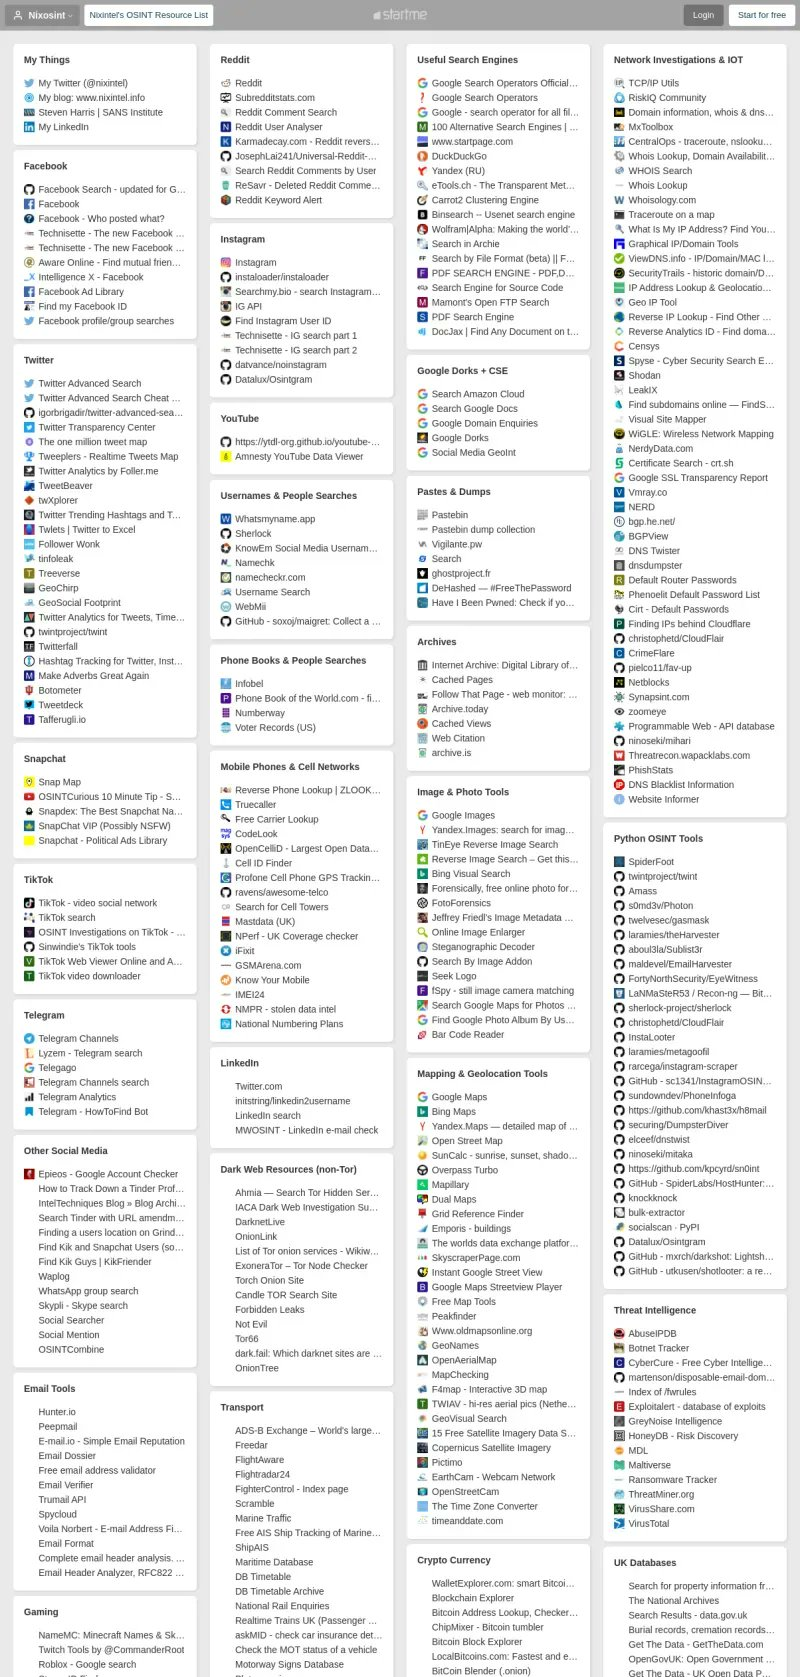 Nixosint
Nixintel's OSINT Resource List
startme
Login
Start for free
My Things
My Twitter (@nixintel)
My blog: www.nixintel.info
Steven Harris | SANS Institute
My LinkedIn
Facebook
Facebook Search - updated for G...
Facebook
Facebook - Who posted what?
Technisette - The new Facebook ...
Technisette - The new Facebook ...
Aware Online - Find mutual frien...
Intelligence X - Facebook
Facebook Ad Library
Find my Facebook ID
Facebook profile/group searches
Twitter
Twitter Advanced Search
Twitter Advanced Search Cheat ...
igorbrigadir/twitter-advanced-sea...
Twitter Transparency Center
The one million tweet map
Tweeplers - Realtime Tweets Map
Twitter Analytics by Foller.me
TweetBeaver
twXplorer
Twitter Trending Hashtags and T...
Twlets | Twitter to Excel
Follower Wonk
tinfoleak
Treeverse
GeoChirp
GeoSocial Footprint
Twitter Analytics for Tweets, Time...
twintproject/twint
Twitterfall
Hashtag Tracking for Twitter, Inst...
Make Adverbs Great Again
Botometer
Tweetdeck
Tafferugli.io
Snapchat
Snap Map
OSINTCurious 10 Minute Tip - S...
Snapdex: The Best Snapchat Na...
SnapChat VIP (Possibly NSFW)
Snapchat - Political Ads Library
TikTok
TikTok - video social network
TikTok search
OSINT Investigations on TikTok - ...
Sinwindie's TikTok tools
TikTok Web Viewer Online and A...
TikTok video downloader
Telegram
Telegram Channels
Lyzem - Telegram search
Telegago
Telegram Channels search
Telegram Analytics
Telegram - HowToFind Bot
Other Social Media
Epieos - Google Account Checker
How to Track Down a Tinder Prof...
IntelTechniques Blog » Blog Archi...
Search Tinder with URL amendm...
Finding a users location on Grind...
Find Kik and Snapchat Users (so...
Find Kik Guys | KikFriender
Waplog
WhatsApp group search
Skypli - Skype search
Social Searcher
Social Mention
OSINTCombine
Email Tools
Hunter.io
Peepmail
E-mail.io - Simple Email Reputation
Email Dossier
Free email address validator
Email Verifier
Trumail API
Spycloud
Voila Norbert - E-mail Address Fi...
Email Format
Complete email header analysis. ...
Email Header Analyzer, RFC822 ...
Gaming
NameMC: Minecraft Names & Sk...
Twitch Tools by @CommanderRoot
Roblox - Google search
Reddit
Reddit
Subredditstats.com
Reddit Comment Search
Reddit User Analyser
Karmadecay.com - Reddit revers...
JosephLai241/Universal-Reddit-...
Search Reddit Comments by User
ReSavr - Deleted Reddit Comme...
Reddit Keyword Alert
Instagram
Instagram
instaloader/instaloader
Searchmy.bio - search Instagram...
IG API
Find Instagram User ID
Technisette - IG search part 1
Technisette - IG search part 2
datvance/noinstagram
Datalux/Osintgram
YouTube
https://ytdl-org.github.io/youtube-...
Amnesty YouTube Data Viewer
Usernames & People Searches
Whatsmyname.app
Sherlock
KnowEm Social Media Usernam...
Namechk
namecheckr.com
Username Search
WebMii
GitHub - soxoj/maigret: Collect a ...
Phone Books & People Searches
Infobel
Phone Book of the World.com - fi...
Numberway
Voter Records (US)
Mobile Phones & Cell Networks
Reverse Phone Lookup | ZLOOK...
Truecaller
Free Carrier Lookup
CodeLook
OpenCelliD - Largest Open Data...
Cell ID Finder
Profone Cell Phone GPS Trackin...
ravens/awesome-telco
Search for Cell Towers
Mastdata (UK)
NPerf - UK Coverage checker
iFixit
GSMArena.com
Know Your Mobile
IMEI24
NMPR - stolen data intel
National Numbering Plans
LinkedIn
Twitter.com
initstring/linkedin2username
LinkedIn search
MWOSINT - LinkedIn e-mail check
Dark Web Resources (non-Tor)
Ahmia — Search Tor Hidden Ser...
IACA Dark Web Investigation Su...
DarknetLive
OnionLink
List of Tor onion services - Wikiw...
ExoneraTor – Tor Node Checker
Torch Onion Site
Candle TOR Search Site
Forbidden Leaks
Not Evil
Tor66
dark.fail: Which darknet sites are ...
OnionTree
Transport
ADS-B Exchange – World's large...
Freedar
FlightAware
Flightradar24
FighterControl - Index page
Scramble
Marine Traffic
Free AIS Ship Tracking of Marine...
ShipAIS
Maritime Database
DB Timetable
DB Timetable Archive
National Rail Enquiries
Realtime Trains UK (Passenger ...
askMID - check car insurance det...
Check the MOT status of a vehicle
Motorway Signs Database
Useful Search Engines
Google Search Operators Official...
Google Search Operators
Google - search operator for all fil...
100 Alternative Search Engines | ...
www.startpage.com
DuckDuckGo
Yandex (RU)
eTools.ch - The Transparent Met...
Carrot2 Clustering Engine
Binsearch -- Usenet search engine
Wolfram|Alpha: Making the world'...
Search in Archie
Search by File Format (beta) || F...
PDF SEARCH ENGINE - PDF,D...
Search Engine for Source Code
Mamont's Open FTP Search
PDF Search Engine
DocJax | Find Any Document on t...
Google Dorks + CSE
Search Amazon Cloud
Search Google Docs
Google Domain Enquiries
Google Dorks
Social Media GeoInt
Pastes & Dumps
Pastebin
Pastebin dump collection
Vigilante.pw
Search
ghostproject.fr
DeHashed — #FreeThePassword
Have I Been Pwned: Check if yo...
Archives
Internet Archive: Digital Library of...
Cached Pages
Follow That Page - web monitor: ...
Archive.today
Cached Views
Web Citation
archive.is
Image & Photo Tools
Google Images
Yandex.Images: search for imag...
TinEye Reverse Image Search
Reverse Image Search – Get this...
Bing Visual Search
Forensically, free online photo for...
FotoForensics
Jeffrey Friedl's Image Metadata ...
Online Image Enlarger
Steganographic Decoder
Search By Image Addon
Seek Logo
fSpy - still image camera matching
Search Google Maps for Photos ...
Find Google Photo Album By Us...
Bar Code Reader
Mapping & Geolocation Tools
Google Maps
Bing Maps
Yandex.Maps — detailed map of ...
Open Street Map
SunCalc - sunrise, sunset, shado...
Overpass Turbo
Mapillary
Dual Maps
Grid Reference Finder
Emporis - buildings
The worlds data exchange platfor...
SkyscraperPage.com
Instant Google Street View
Google Maps Streetview Player
Free Map Tools
Peakfinder
Www.oldmapsonline.org
GeoNames
OpenAerialMap
MapChecking
F4map - Interactive 3D map
TWIAV - hi-res aerial pics (Nethe...
GeoVisual Search
15 Free Satellite Imagery Data S...
Copernicus Satellite Imagery
Pictimo
EarthCam - Webcam Network
OpenStreetCam
The Time Zone Converter
timeanddate.com
Crypto Currency
WalletExplorer.com: smart Bitcoi...
Blockchain Explorer
Bitcoin Address Lookup, Checker...
ChipMixer - Bitcoin tumbler
Bitcoin Block Explorer
LocalBitcoins.com: Fastest and e...
BitCoin Blender (.onion)
Network Investigations & IOT
TCP/IP Utils
RiskIQ Community
Domain information, whois & dns...
MxToolbox
CentralOps - traceroute, nslooku...
Whois Lookup, Domain Availabilit...
WHOIS Search
Whois Lookup
Whoisology.com
Traceroute on a map
What Is My IP Address? Find You...
Graphical IP/Domain Tools
ViewDNS.info - IP/Domain/MAC l...
SecurityTrails - historic domain/D...
IP Address Lookup & Geolocatio...
Geo IP Tool
Reverse IP Lookup - Find Other ...
Reverse Analytics ID - Find doma...
Censys
Spyse - Cyber Security Search E...
Shodan
LeakIX
Find subdomains online — FindS...
Visual Site Mapper
WiGLE: Wireless Network Mapping
NerdyData.com
Certificate Search - crt.sh
Google SSL Transparency Report
Vmray.co
NERD
bgp.he.net/
BGPView
DNS Twister
dnsdumpster
Default Router Passwords
Phenoelit Default Password List
Cirt - Default Passwords
Finding IPs behind Cloudflare
christophetd/CloudFlair
CrimeFlare
pielco11/fav-up
Netblocks
Synapsint.com
zoomeye
Programmable Web - API database
ninoseki/mihari
Threatrecon.wapacklabs.com
PhishStats
DNS Blacklist Information
Website Informer
Python OSINT Tools
SpiderFoot
twintproject/twint
Amass
s0md3v/Photon
twelvesec/gasmask
laramies/theHarvester
aboul3la/Sublist3r
maldevel/EmailHarvester
FortyNorthSecurity/EyeWitness
LaNMaSteR53 / Recon-ng — Bit...
sherlock-project/sherlock
christophetd/CloudFlair
InstaLooter
laramies/metagoofil
rarcega/instagram-scraper
GitHub - sc1341/InstagramOSIN...
sundowndev/PhoneInfoga
https://github.com/khast3x/h8mail
securing/DumpsterDiver
elceef/dnstwist
ninoseki/mitaka
https://github.com/kpcyrd/sn0int
GitHub - SpiderLabs/HostHunter:...
knockknock
bulk-extractor
socialscan · PyPI
Datalux/Osintgram
GitHub - mxrch/darkshot: Lightsh...
GitHub - utkusen/shotlooter: a re...
Threat Intelligence
AbuseIPDB
Botnet Tracker
CyberCure - Free Cyber Intellige...
martenson/disposable-email-dom...
Index of /fwrules
Exploitalert - database of exploits
GreyNoise Intelligence
HoneyDB - Risk Discovery
MDL
Maltiverse
Ransomware Tracker
ThreatMiner.org
VirusShare.com
VirusTotal
UK Databases
Search for property information fr...
The National Archives
Search Results - data.gov.uk
Burial records, cremation records...
Get The Data - GetTheData.com
OpenGovUK: Open Government ...
Get The Data - UK Open Data P...